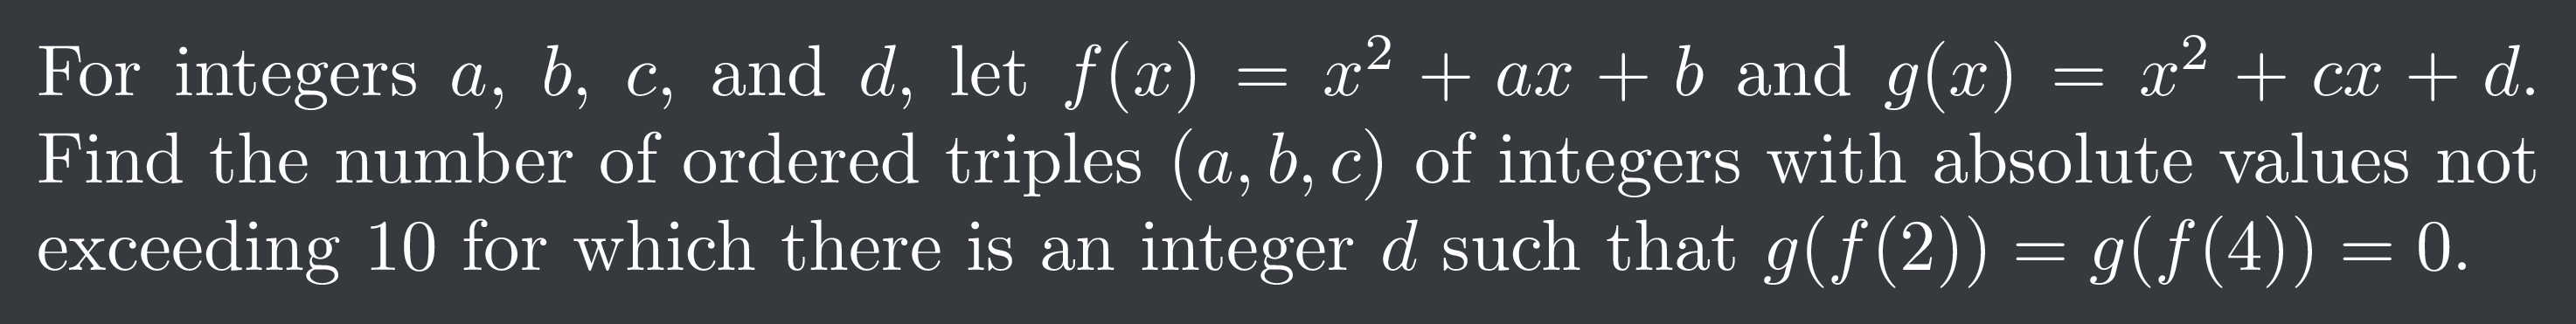 For integers a, b, c, and d, let f(x) = x² + ax + b and g(x) = x² + cx + d.
Find the number of ordered triples (a, b, c) of integers with absolute values not
exceeding 10 for which there is an integer d such that g(f(2)) = g(f(4)) = 0.